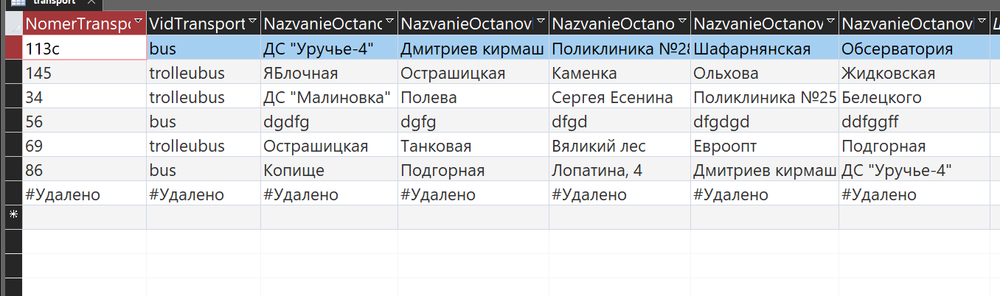 transport
NomerTranspo VidTransport NazvanieOctano NazvanieOctanov NazvanieOctano NazvanieOctanov NazvanieOctanovl
113c bus ДС "Уручье-4" Дмитриев кирмаш Поликлиника №28 Шафарнянская Обсерватория
145 trolleubus ЯБлочная Острашицкая Каменка Ольхова Жидковская
34 trolleubus ДС "Малиновка" Полева Сергея Есенина Поликлиника №25 Белецкого
56 bus dgdfg dgfg dfgd dfgdgd ddfggff
69 trolleubus Острашицкая Танковая Вяликий лес Евроопт Подгорная
86 bus Копище Подгорная Лопатина, 4 Дмитриев кирмаш ДС "Уручье-4"
#Удалено #Удалено #Удалено #Удалено #Удалено #Удалено #Удалено